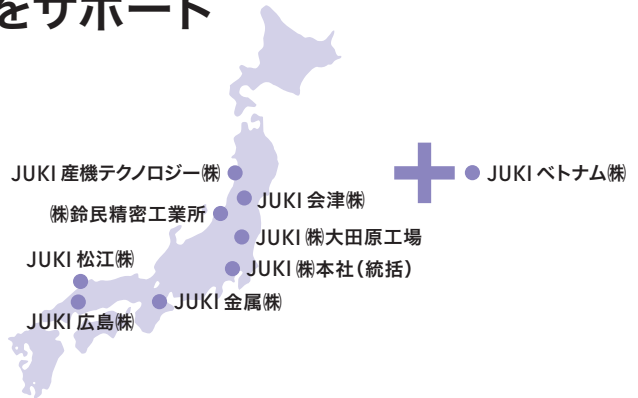 をサポート
JUKI 産機テクノロジー㈱
JUKI ベトナム㈱
JUKI 会津㈱
㈱鈴民精密工業所
JUKI ㈱大田原工場
JUKI 松江㈱
JUKI ㈱本社（統括）
JUKI 金属㈱
JUKI 広島㈱